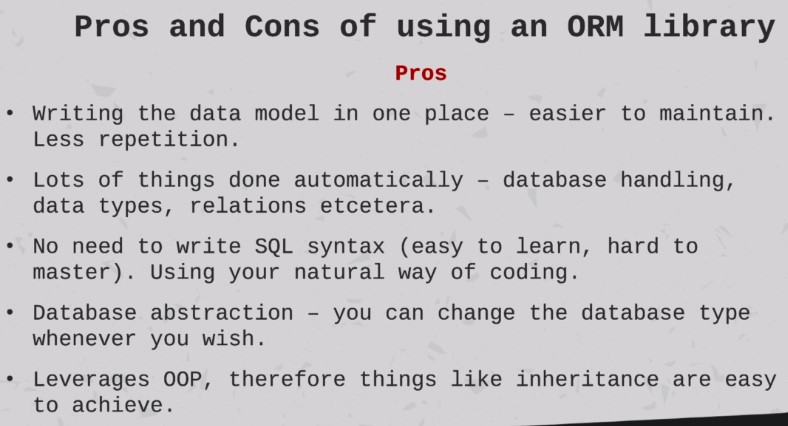 Pros and Cons of using an ORM library
Pros
• Writing the data model in one place – easier to maintain.
Less repetition.
• Lots of things done automatically – database handling,
data types, relations etcetera.
• No need to write SQL syntax (easy to learn, hard to
master). Using your natural way of coding.
• Database abstraction – you can change the database type
whenever you wish.
• Leverages OOP, therefore things like inheritance are easy
to achieve.